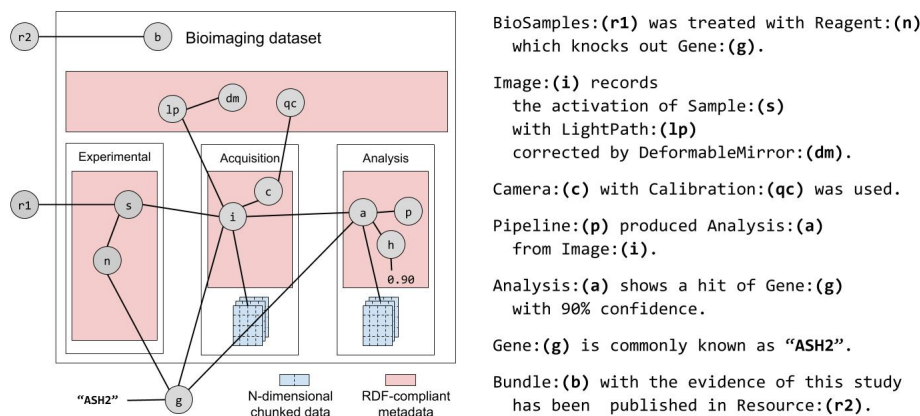 r2
b
Bioimaging dataset
lp
dm
qc
Experimental
Acquisition
Analysis
r1
s
c
i
a
p
n
h
0.90
“ASH2”
g
N-dimensional
chunked data
RDF-compliant
metadata
BioSamples:(r1) was treated with Reagent:(n)
which knocks out Gene:(g).
Image:(i) records
the activation of Sample:(s)
with LightPath:(lp)
corrected by DeformableMirror:(dm).
Camera:(c) with Calibration:(qc) was used.
Pipeline:(p) produced Analysis:(a)
from Image:(i).
Analysis:(a) shows a hit of Gene:(g)
with 90% confidence.
Gene:(g) is commonly known as “ASH2”.
Bundle:(b) with the evidence of this study
has been published in Resource:(r2).